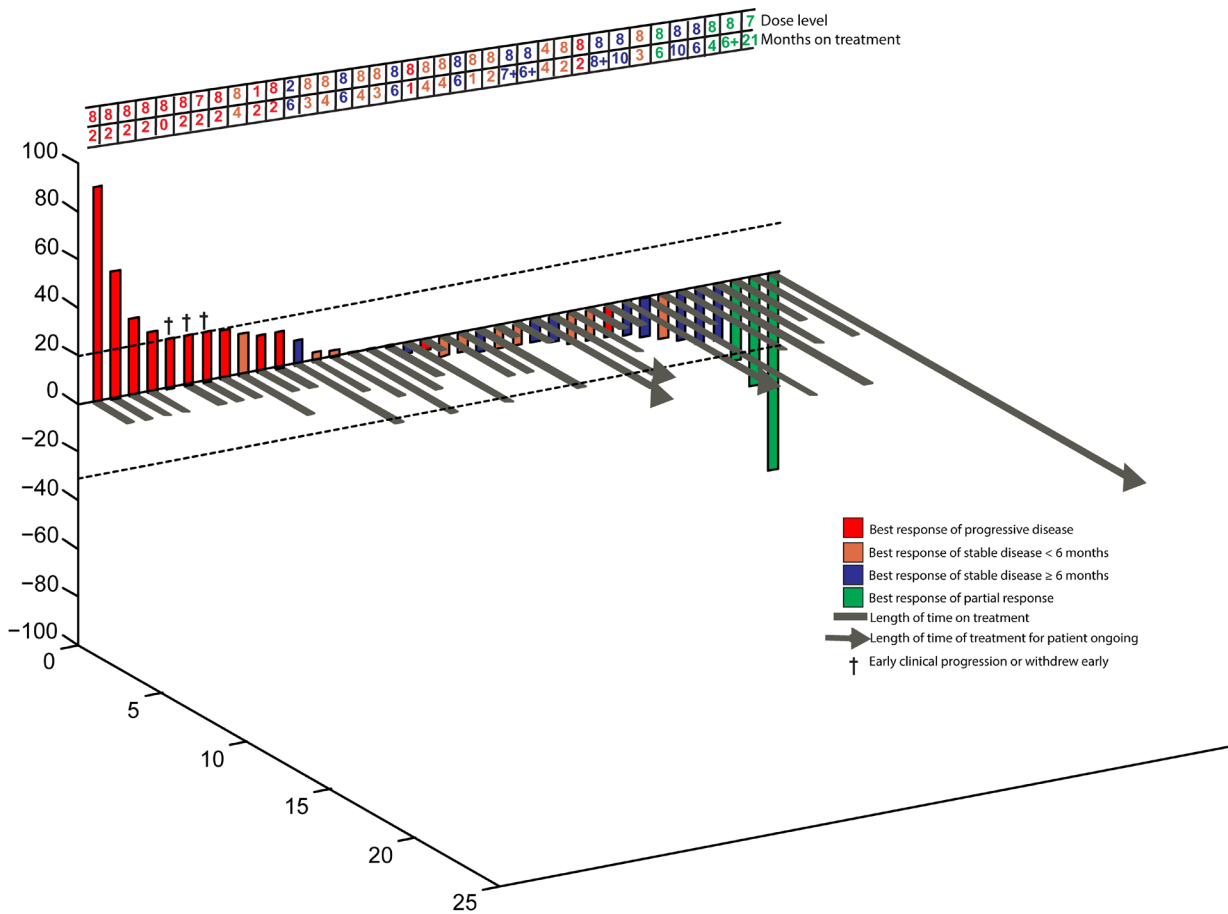 8 8 8 8 8 8 7 8 8 1 8 2 8 8 8 8 8 8 8 8 8 8 8 8 8 8 4 8 8 8 8 8 8 8 8 8 8 7 Dose level
2 2 2 2 0 2 2 2 4 2 2 6 3 4 6 4 3 6 1 4 4 6 1 2 7+ 6+ 4 2 2 8+ 10 3 6 10 6 4 6+ 21 Months on treatment
100
80
60
40
20
0
−20
−40
−60
−80
−100
0
5
10
15
20
25
† † †
Best response of progressive disease
Best response of stable disease < 6 months
Best response of stable disease ≥ 6 months
Best response of partial response
Length of time on treatment
Length of time of treatment for patient ongoing
† Early clinical progression or withdrew early